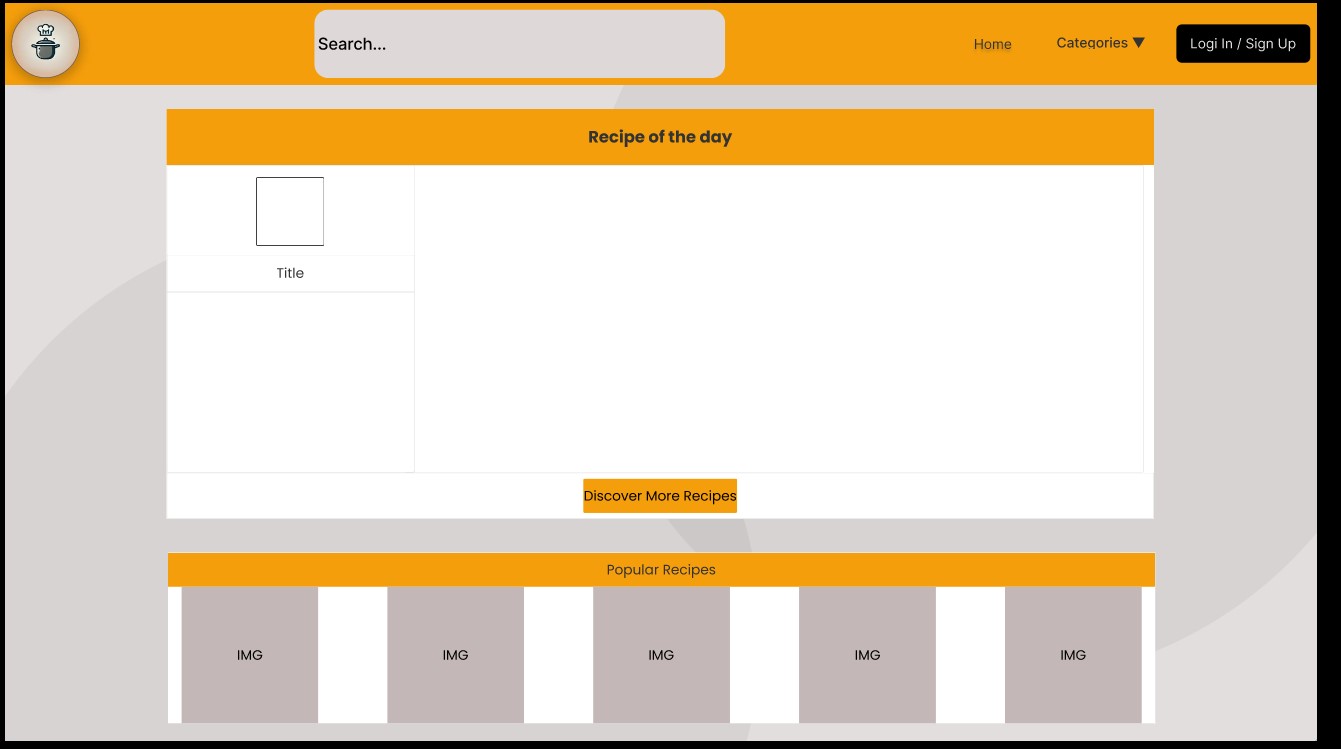 Search...
Home
Categories ▼
Logi In / Sign Up
Recipe of the day
Title
Discover More Recipes
Popular Recipes
IMG
IMG
IMG
IMG
IMG